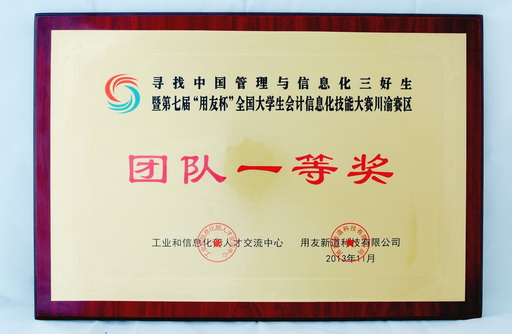 寻找中国管理与信息化三好生
暨第七届“用友杯”全国大学生会计信息化技能大赛川渝赛区
团队一等奖
工业和信息化部人才交流中心 用友新道科技有限公司
2013年11月